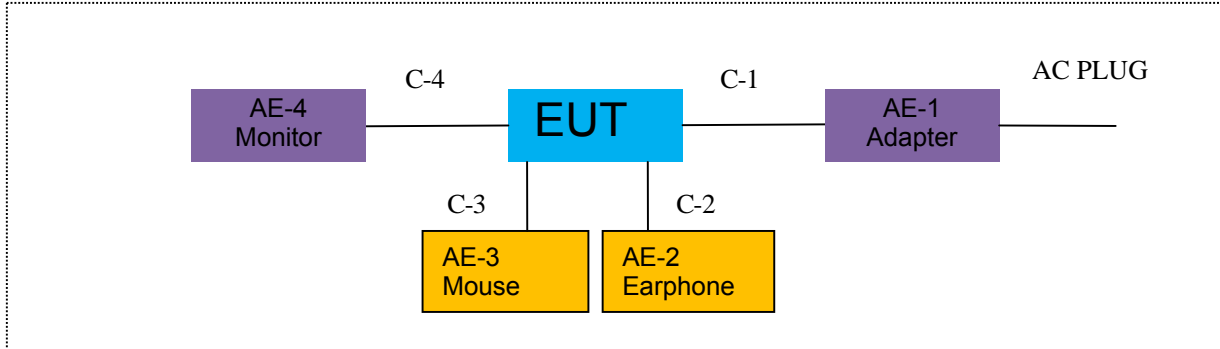 AC PLUG
C-4
C-1
AE-4
Monitor
EUT
AE-1
Adapter
C-3
C-2
AE-3
Mouse
AE-2
Earphone